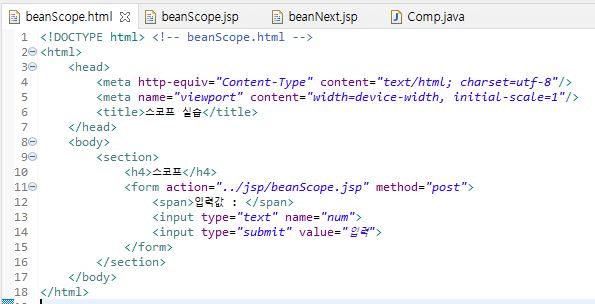 beanScope.html beanScope.jsp beanNext.jsp Comp.java
1 <!DOCTYPE html> <!-- beanScope.html -->
2 <html>
3 <head>
4 <meta http-equiv="Content-Type" content="text/html; charset=utf-8"/>
5 <meta name="viewport" content="width=device-width, initial-scale=1"/>
6 <title>스코프 실습</title>
7 </head>
8 <body>
9 <section>
10 <h4>스코프</h4>
11 <form action="../jsp/beanScope.jsp" method="post">
12 <span>입력값 : </span>
13 <input type="text" name="num">
14 <input type="submit" value="입력">
15 </form>
16 </section>
17 </body>
18 </html>